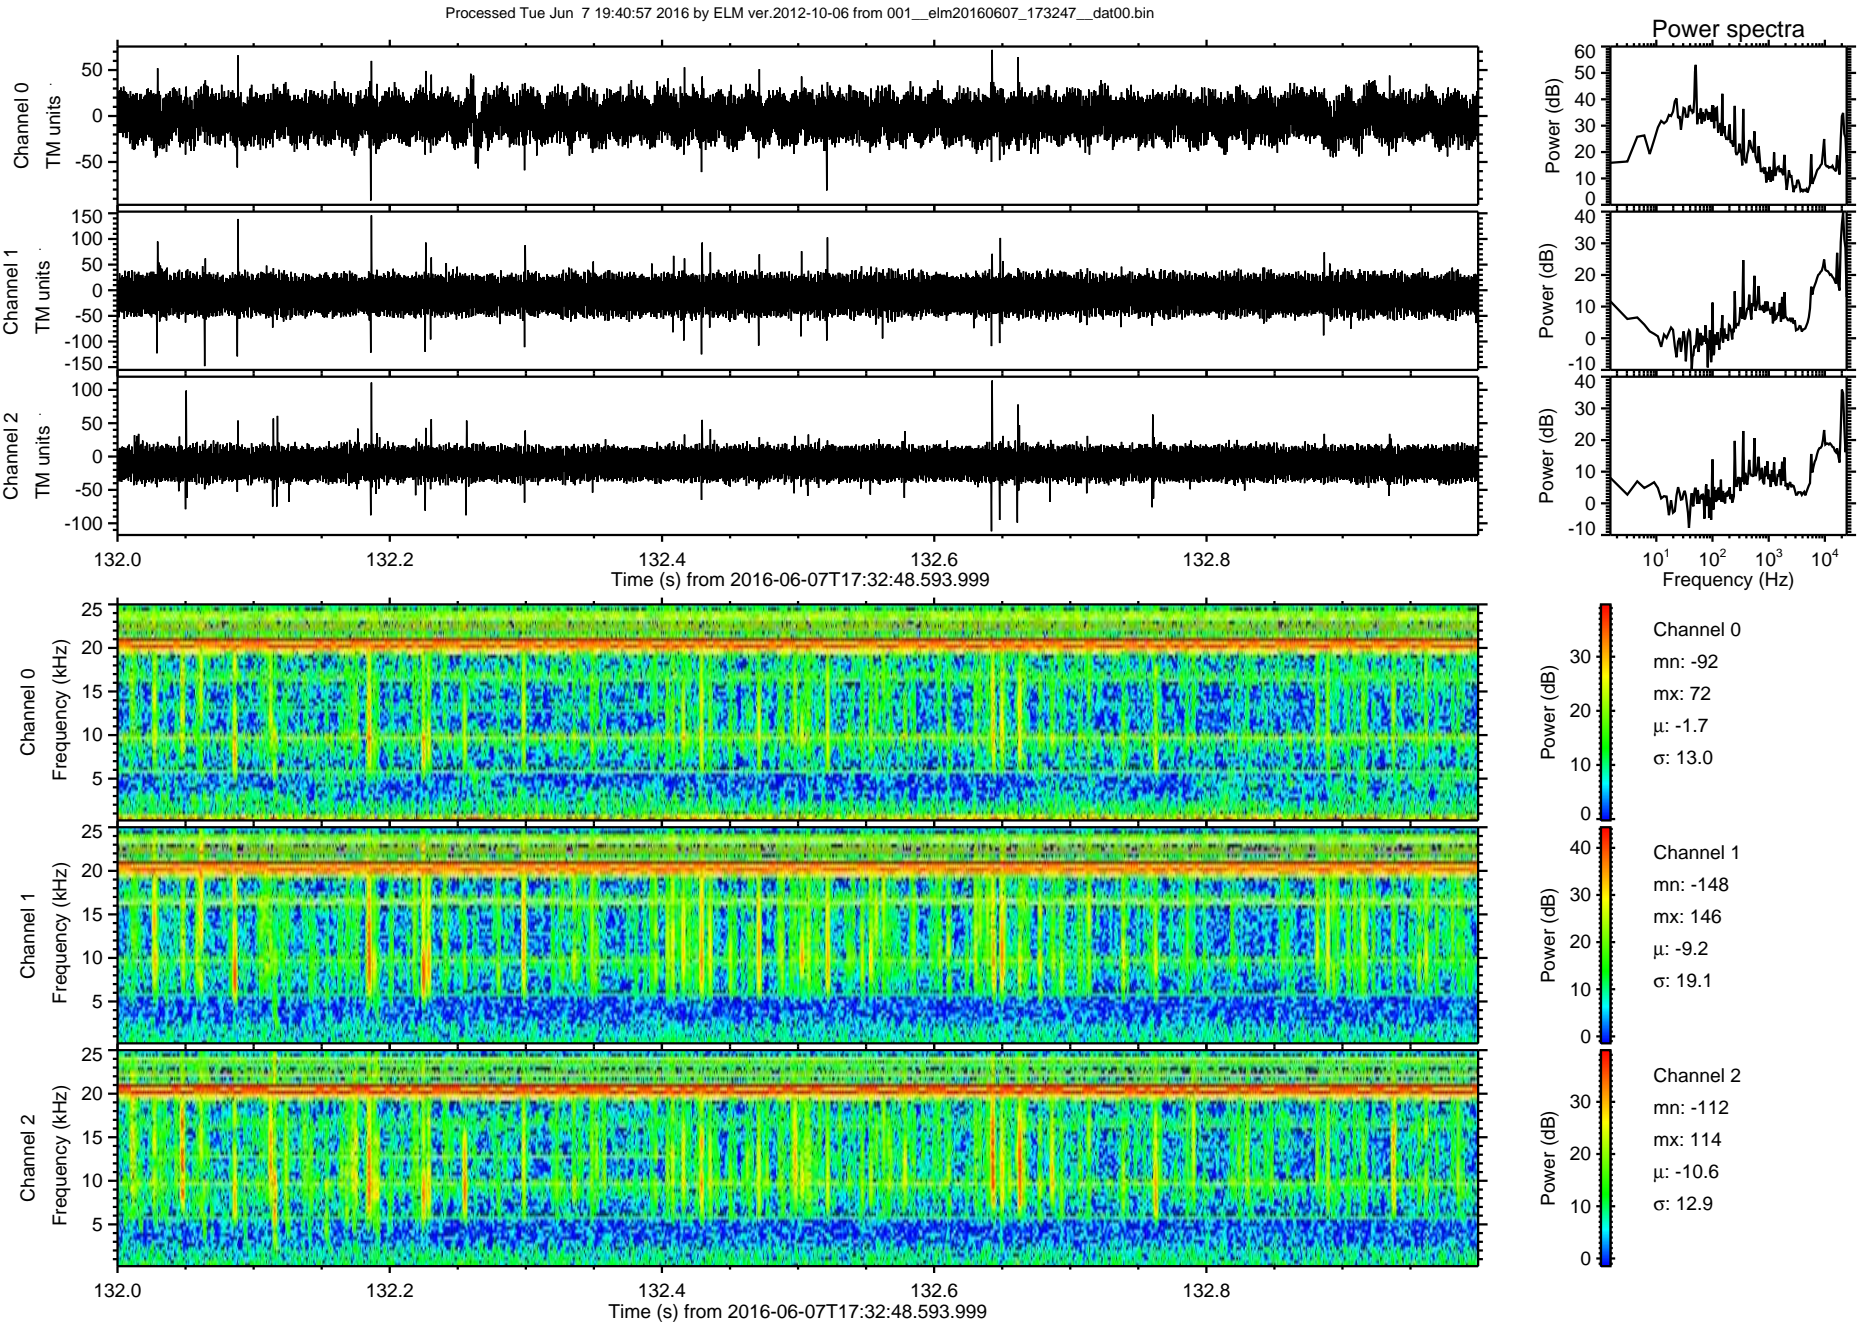 Processed Tue Jun  7 19:40:57 2016 by ELM ver.2012-10-06 from 001__elm20160607_173247__dat00.bin
Power spectra
Channel 0
TM units
50
0
-50
Power (dB)
60
50
40
30
20
10
0
Channel 1
TM units
150
100
50
0
-50
-100
-150
Power (dB)
40
30
20
10
0
-10
Channel 2
TM units
100
50
0
-50
-100
Power (dB)
40
30
20
10
0
-10
132.0 132.2 132.4 132.6 132.8
Time (s) from 2016-06-07T17:32:48.593.999
10¹ 10² 10³ 10⁴
Frequency (Hz)
Channel 0
Frequency (kHz)
25
20
15
10
5
Power (dB)
30
20
10
0
Channel 0
mn: -92
mx: 72
μ: -1.7
σ: 13.0
Channel 1
Frequency (kHz)
25
20
15
10
5
Power (dB)
40
30
20
10
0
Channel 1
mn: -148
mx: 146
μ: -9.2
σ: 19.1
Channel 2
Frequency (kHz)
25
20
15
10
5
Power (dB)
30
20
10
0
Channel 2
mn: -112
mx: 114
μ: -10.6
σ: 12.9
132.0 132.2 132.4 132.6 132.8
Time (s) from 2016-06-07T17:32:48.593.999